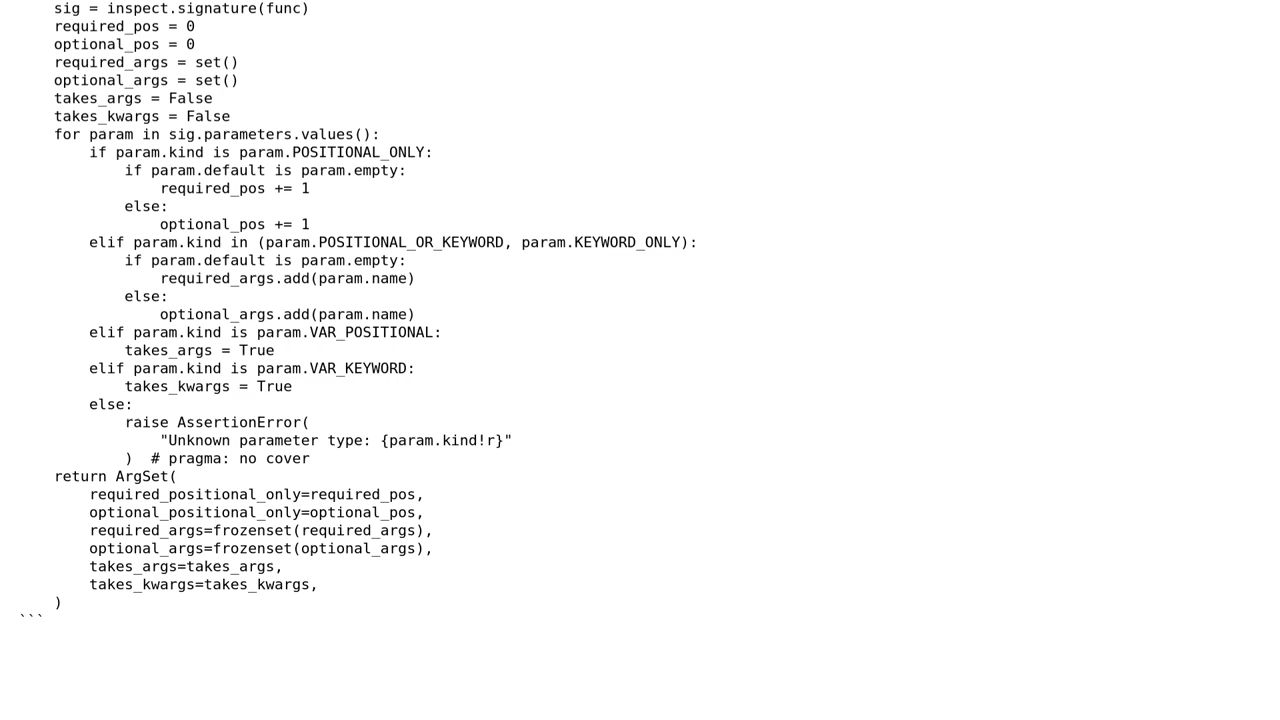 sig = inspect.signature(func)
    required_pos = 0
    optional_pos = 0
    required_args = set()
    optional_args = set()
    takes_args = False
    takes_kwargs = False
    for param in sig.parameters.values():
        if param.kind is param.POSITIONAL_ONLY:
            if param.default is param.empty:
                required_pos += 1
            else:
                optional_pos += 1
        elif param.kind in (param.POSITIONAL_OR_KEYWORD, param.KEYWORD_ONLY):
            if param.default is param.empty:
                required_args.add(param.name)
            else:
                optional_args.add(param.name)
        elif param.kind is param.VAR_POSITIONAL:
            takes_args = True
        elif param.kind is param.VAR_KEYWORD:
            takes_kwargs = True
        else:
            raise AssertionError(
                "Unknown parameter type: {param.kind!r}"
            )  # pragma: no cover
    return ArgSet(
        required_positional_only=required_pos,
        optional_positional_only=optional_pos,
        required_args=frozenset(required_args),
        optional_args=frozenset(optional_args),
        takes_args=takes_args,
        takes_kwargs=takes_kwargs,
    )
```